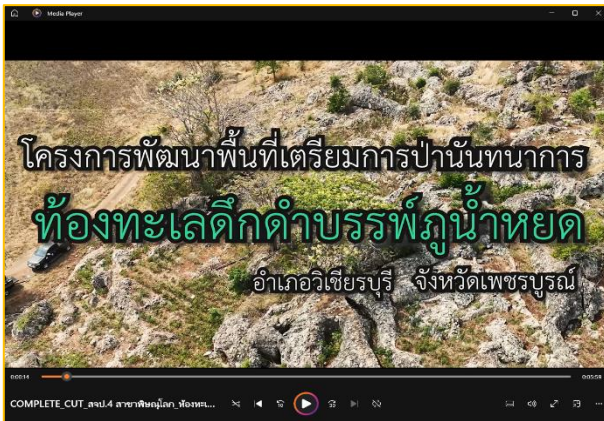 Media Player
โครงการพัฒนาพื้นที่เตรียมการป่านันทนาการ
ท้องทะเลดึกดำบรรพ์ภูน้ำหยด
อำเภอวิเชียรบุรี จังหวัดเพชรบูรณ์
0:00:14 0:05:58
COMPLETE_CUT_สจป.4 สาขาพิษณุโลก_ท้องทะเ...